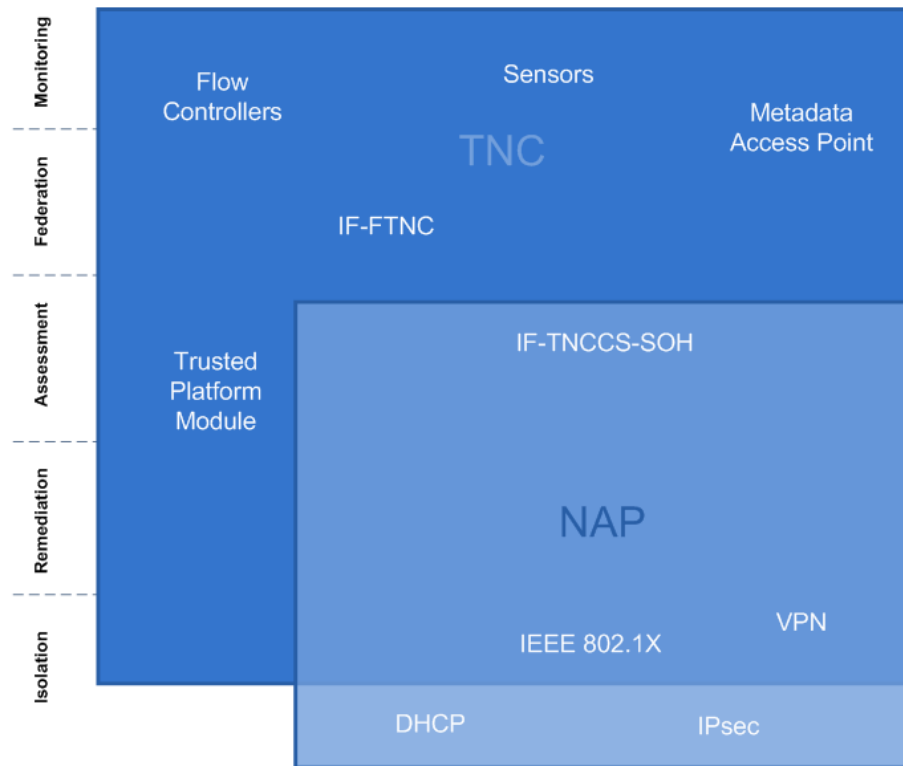 Monitoring
Flow
Controllers
Sensors
Metadata
Access Point
TNC
Federation
IF-FTNC
Assessment
IF-TNCCS-SOH
Trusted
Platform
Module
Remediation
NAP
Isolation
IEEE 802.1X
VPN
DHCP
IPsec